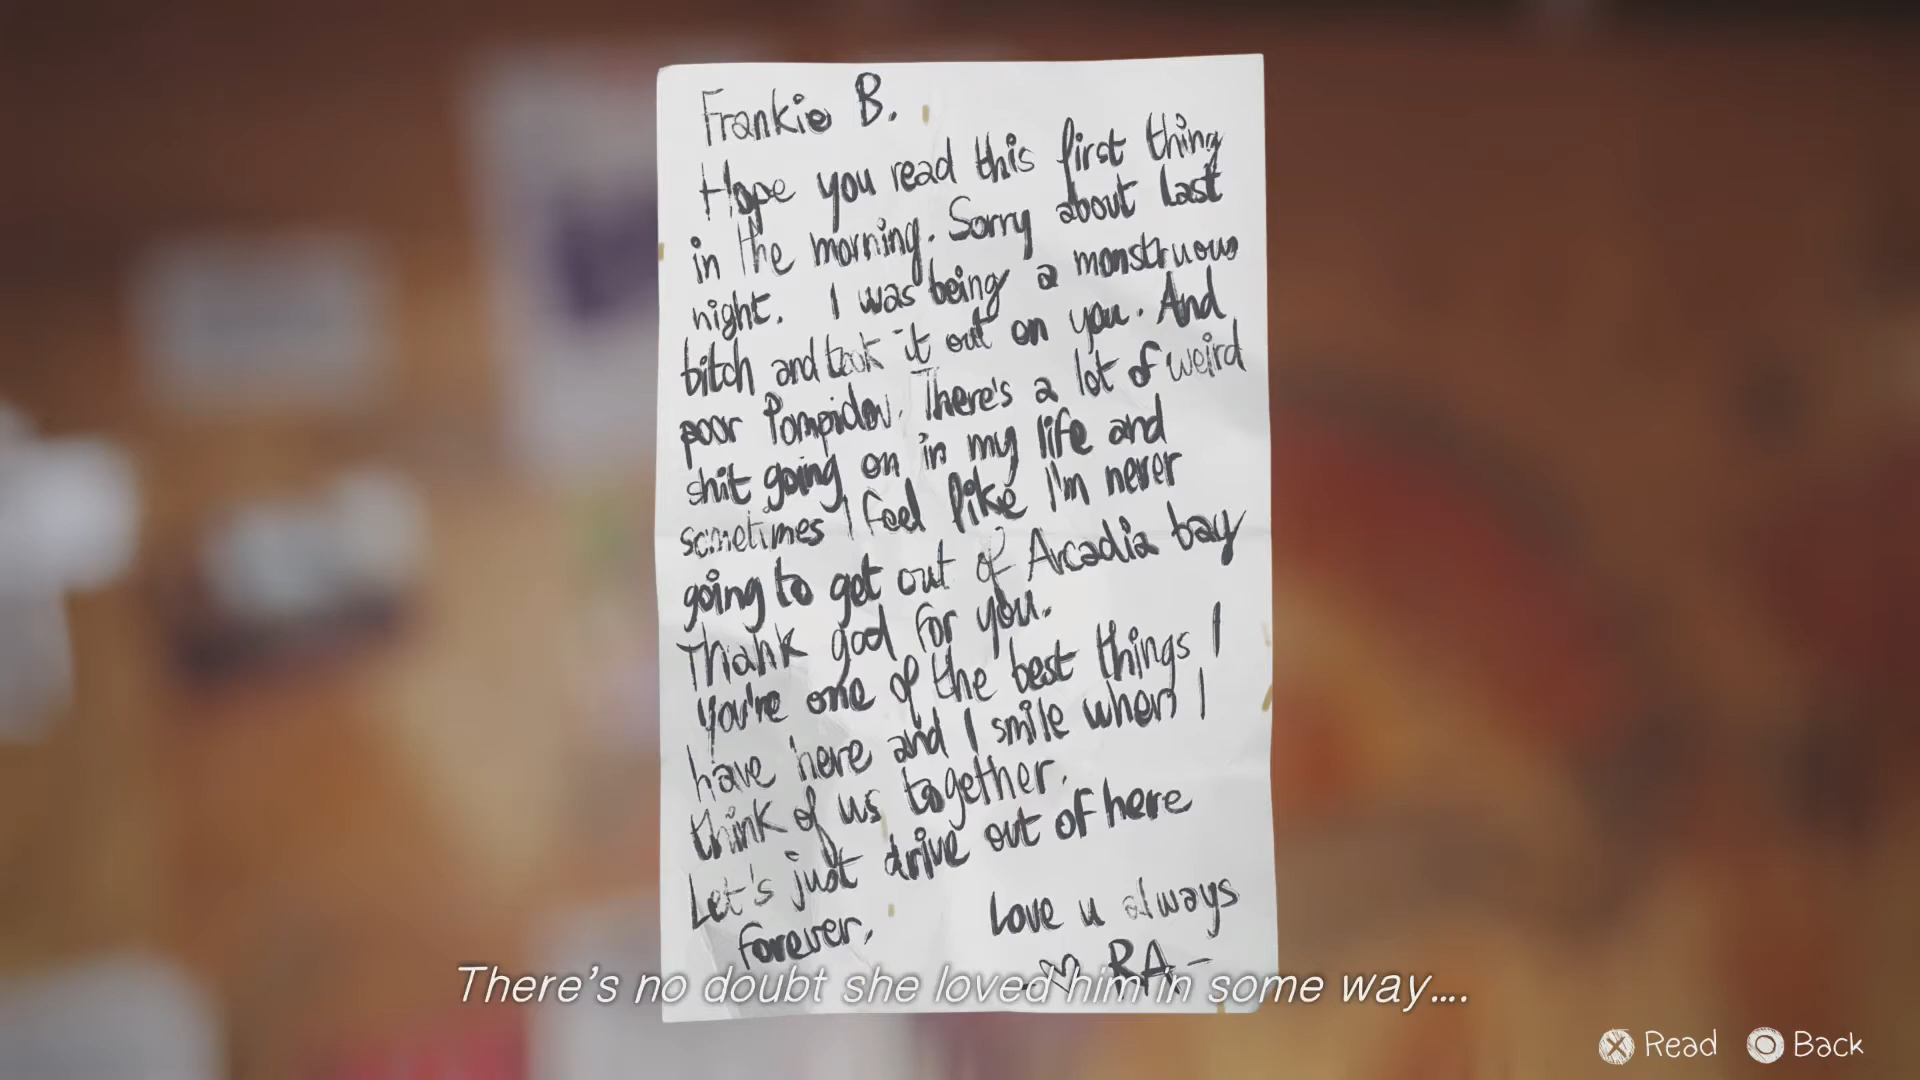 Frankie B.
Hope you read this first thing
in the morning. Sorry about last
night. I was being a monstruous
bitch and took it out on you. And
poor Pompidou. There's a lot of weird
shit going on in my life and
sometimes I feel like I'm never
going to get out of Arcadia bay
Thank god for you.
You're one of the best things I
have here and I smile when I
think of us together.
Let's just drive out of here
forever.
Love u always
♡ RA -
There's no doubt she loved him in some way....
Read
Back